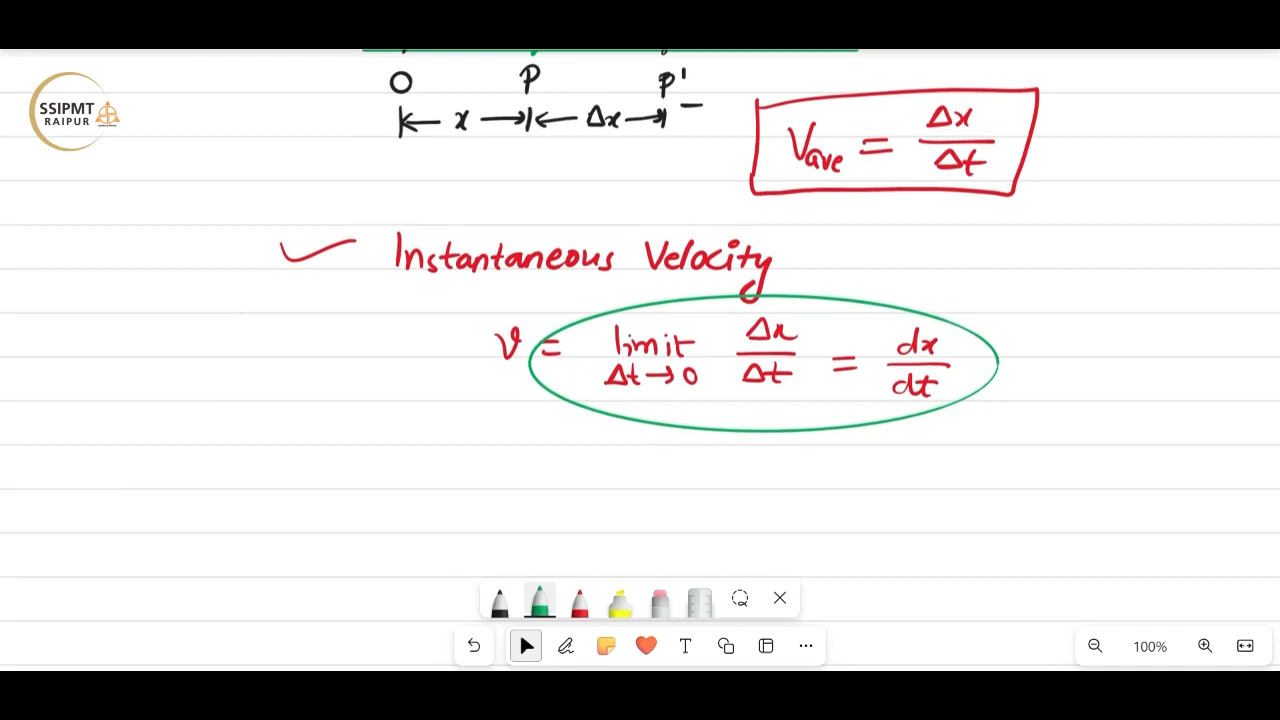 SSIPMT
RAIPUR
O P P'
x Δx
Vave = Δx/Δt
Instantaneous Velocity
v = limit Δt→0 Δx/Δt = dx/dt
T
100%